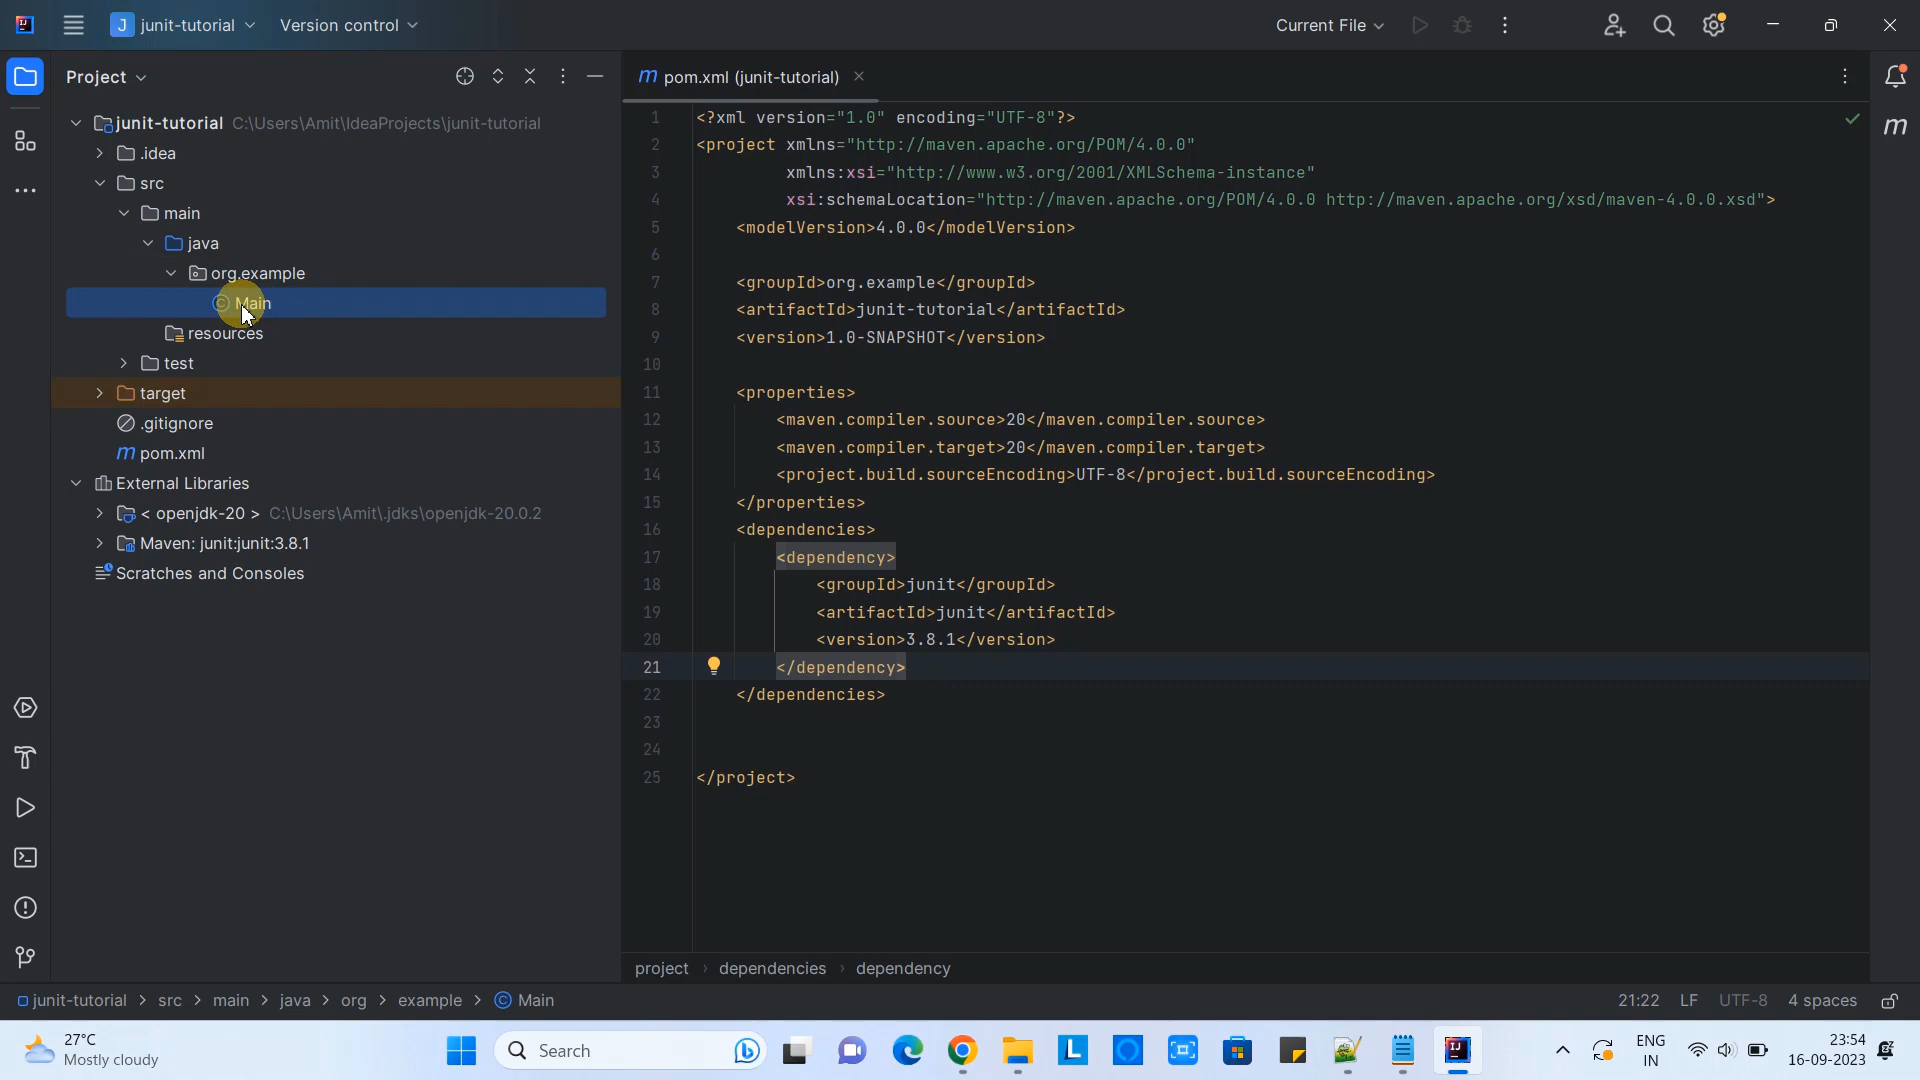 junit-tutorial Version control Current File
Project
junit-tutorial C:\Users\Amit\IdeaProjects\junit-tutorial
.idea
src
main
java
org.example
Main
resources
test
target
.gitignore
pom.xml
External Libraries
< openjdk-20 > C:\Users\Amit\.jdks\openjdk-20.0.2
Maven: junit:junit:3.8.1
Scratches and Consoles
m pom.xml (junit-tutorial)
1 <?xml version="1.0" encoding="UTF-8"?>
2 <project xmlns="http://maven.apache.org/POM/4.0.0"
3 xmlns:xsi="http://www.w3.org/2001/XMLSchema-instance"
4 xsi:schemaLocation="http://maven.apache.org/POM/4.0.0 http://maven.apache.org/xsd/maven-4.0.0.xsd">
5 <modelVersion>4.0.0</modelVersion>
6
7 <groupId>org.example</groupId>
8 <artifactId>junit-tutorial</artifactId>
9 <version>1.0-SNAPSHOT</version>
10
11 <properties>
12 <maven.compiler.source>20</maven.compiler.source>
13 <maven.compiler.target>20</maven.compiler.target>
14 <project.build.sourceEncoding>UTF-8</project.build.sourceEncoding>
15 </properties>
16 <dependencies>
17 <dependency>
18 <groupId>junit</groupId>
19 <artifactId>junit</artifactId>
20 <version>3.8.1</version>
21 </dependency>
22 </dependencies>
23
24
25 </project>
project > dependencies > dependency
junit-tutorial > src > main > java > org > example > Main 21:22 LF UTF-8 4 spaces
27°C
Mostly cloudy
Search
ENG
IN
23:54
16-09-2023